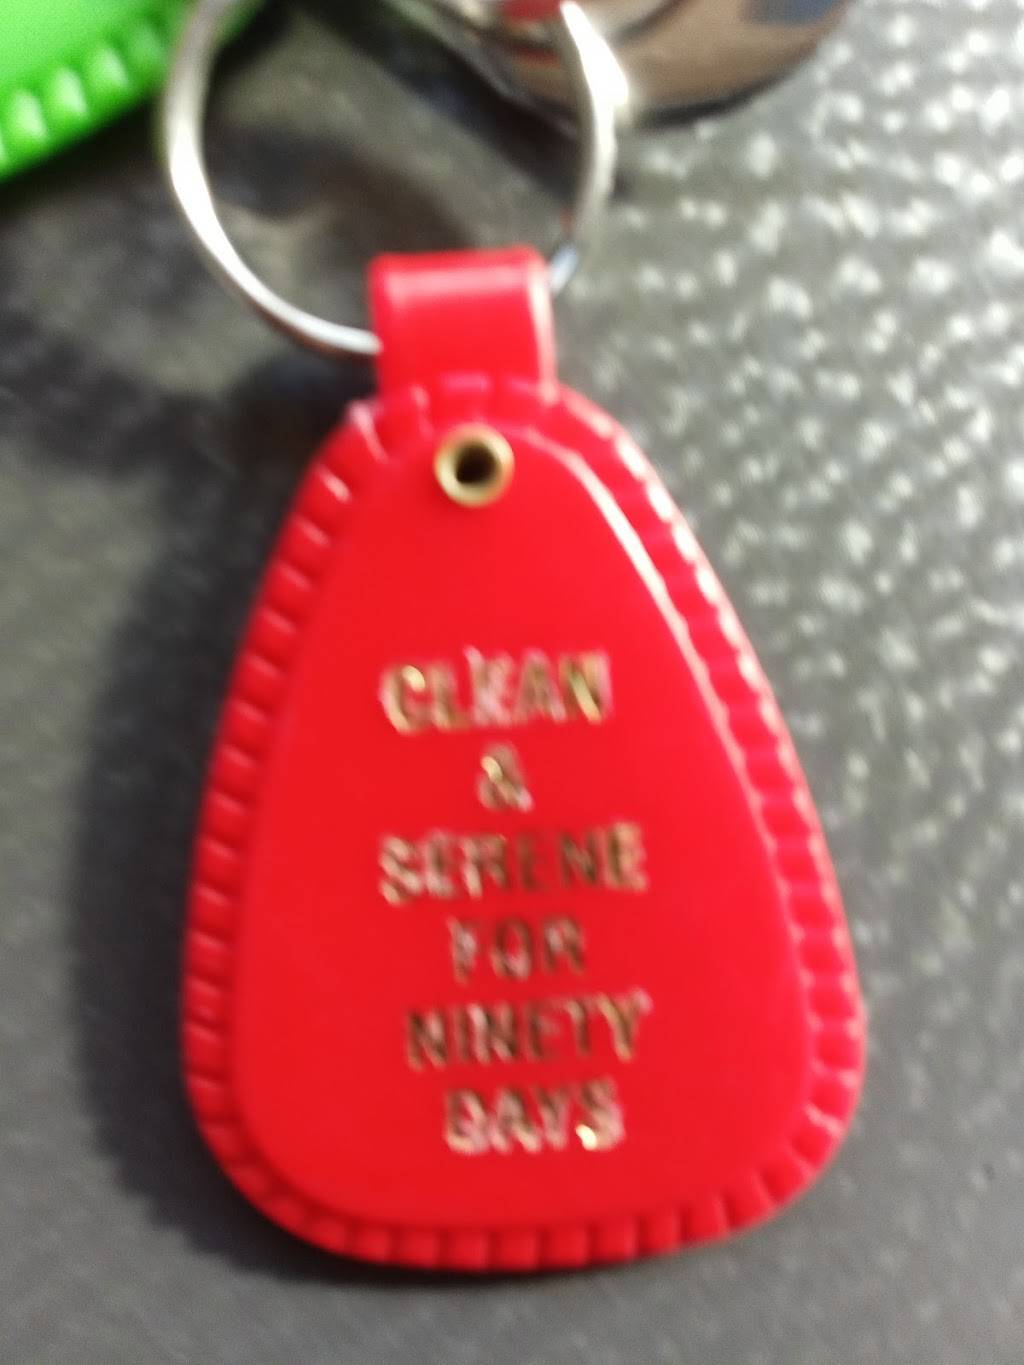 CLEAN
&
SERENE
FOR
NINETY
DAYS